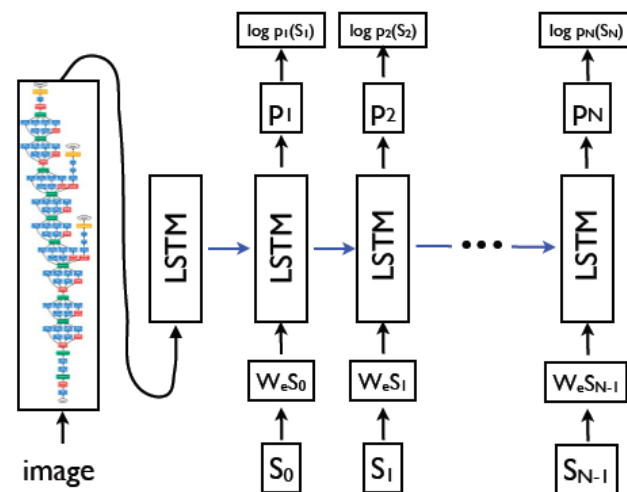 log p₁(S₁) log p₂(S₂) log pN(SN)
p₁ p₂ pN
LSTM LSTM LSTM ••• LSTM
WₑS₀ WₑS₁ WₑSN-1
image S₀ S₁ SN-1